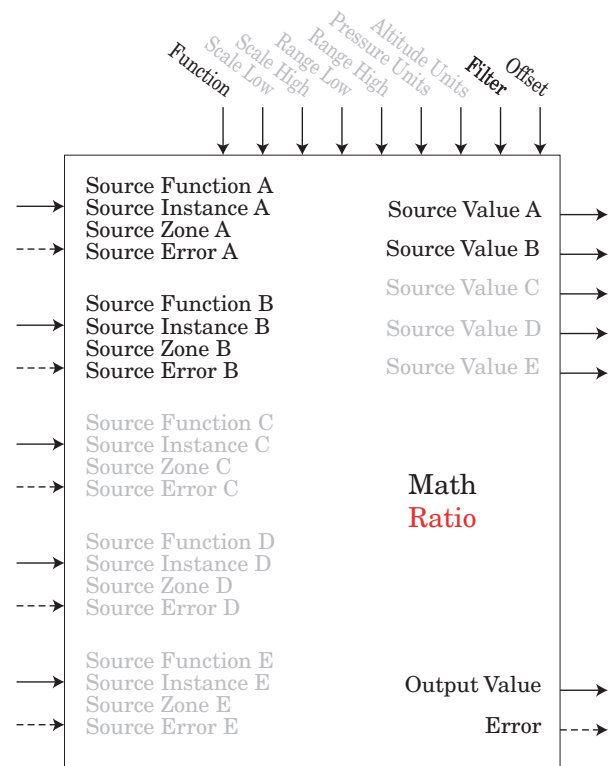 Function
Scale Low
Scale High
Range Low
Range High
Pressure Units
Altitude Units
Filter
Offset
Source Function A
Source Instance A
Source Zone A
Source Error A
Source Function B
Source Instance B
Source Zone B
Source Error B
Source Function C
Source Instance C
Source Zone C
Source Error C
Source Function D
Source Instance D
Source Zone D
Source Error D
Source Function E
Source Instance E
Source Zone E
Source Error E
Source Value A
Source Value B
Source Value C
Source Value D
Source Value E
Math
Ratio
Output Value
Error